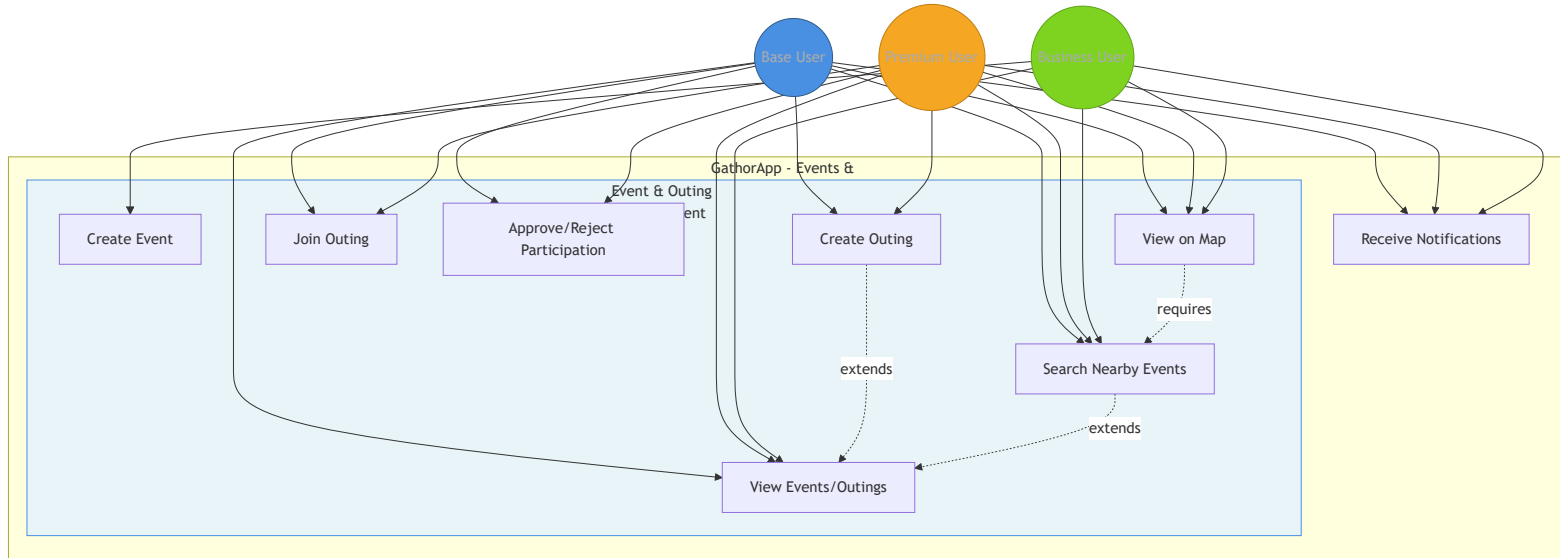 Base User
Premium User
Business User
GathorApp - Events &
Event & Outing
ent
Create Event
Join Outing
Approve/Reject
Participation
Create Outing
View on Map
Receive Notifications
requires
extends
Search Nearby Events
extends
View Events/Outings